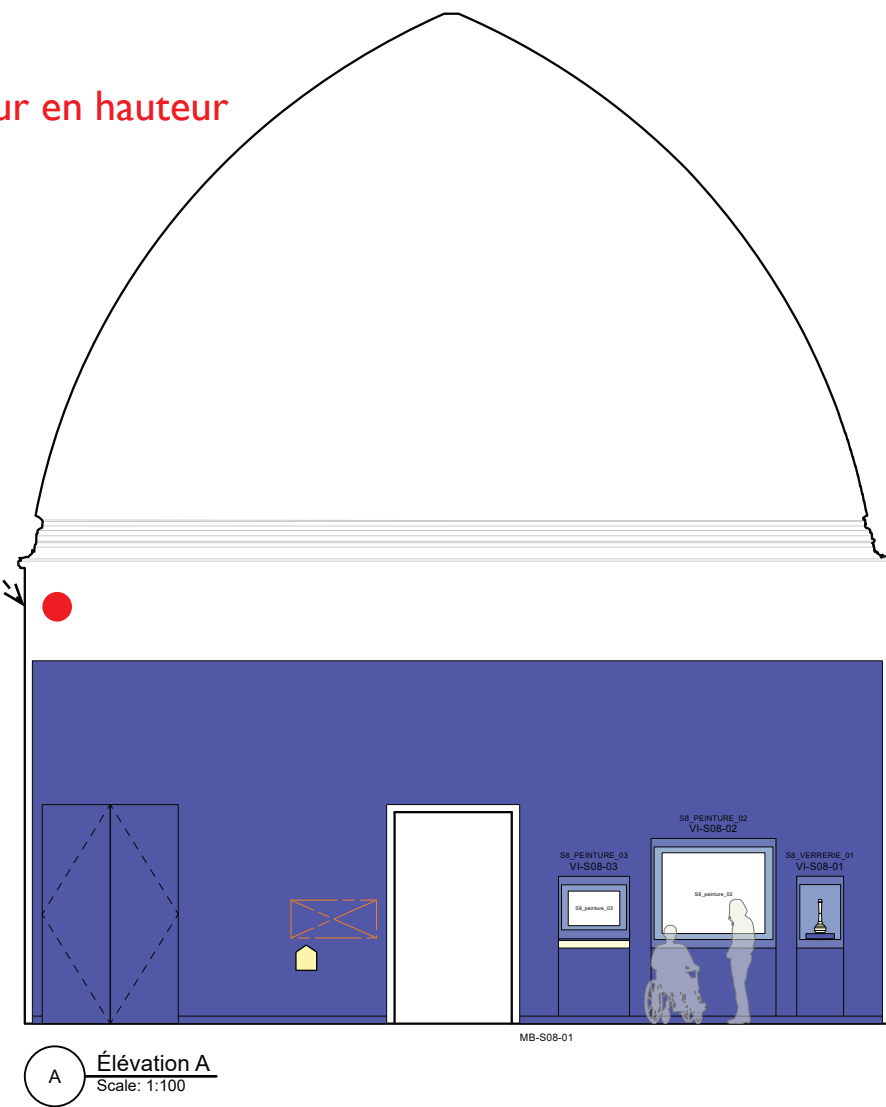 en hauteur
S8_PEINTURE_02
VI-S08-02
S8_PEINTURE_03
VI-S08-03
S8_VERRERIE_01
VI-S08-01
S8_peinture_02
S8_peinture_03
MB-S08-01
A
Élévation A
Scale: 1:100